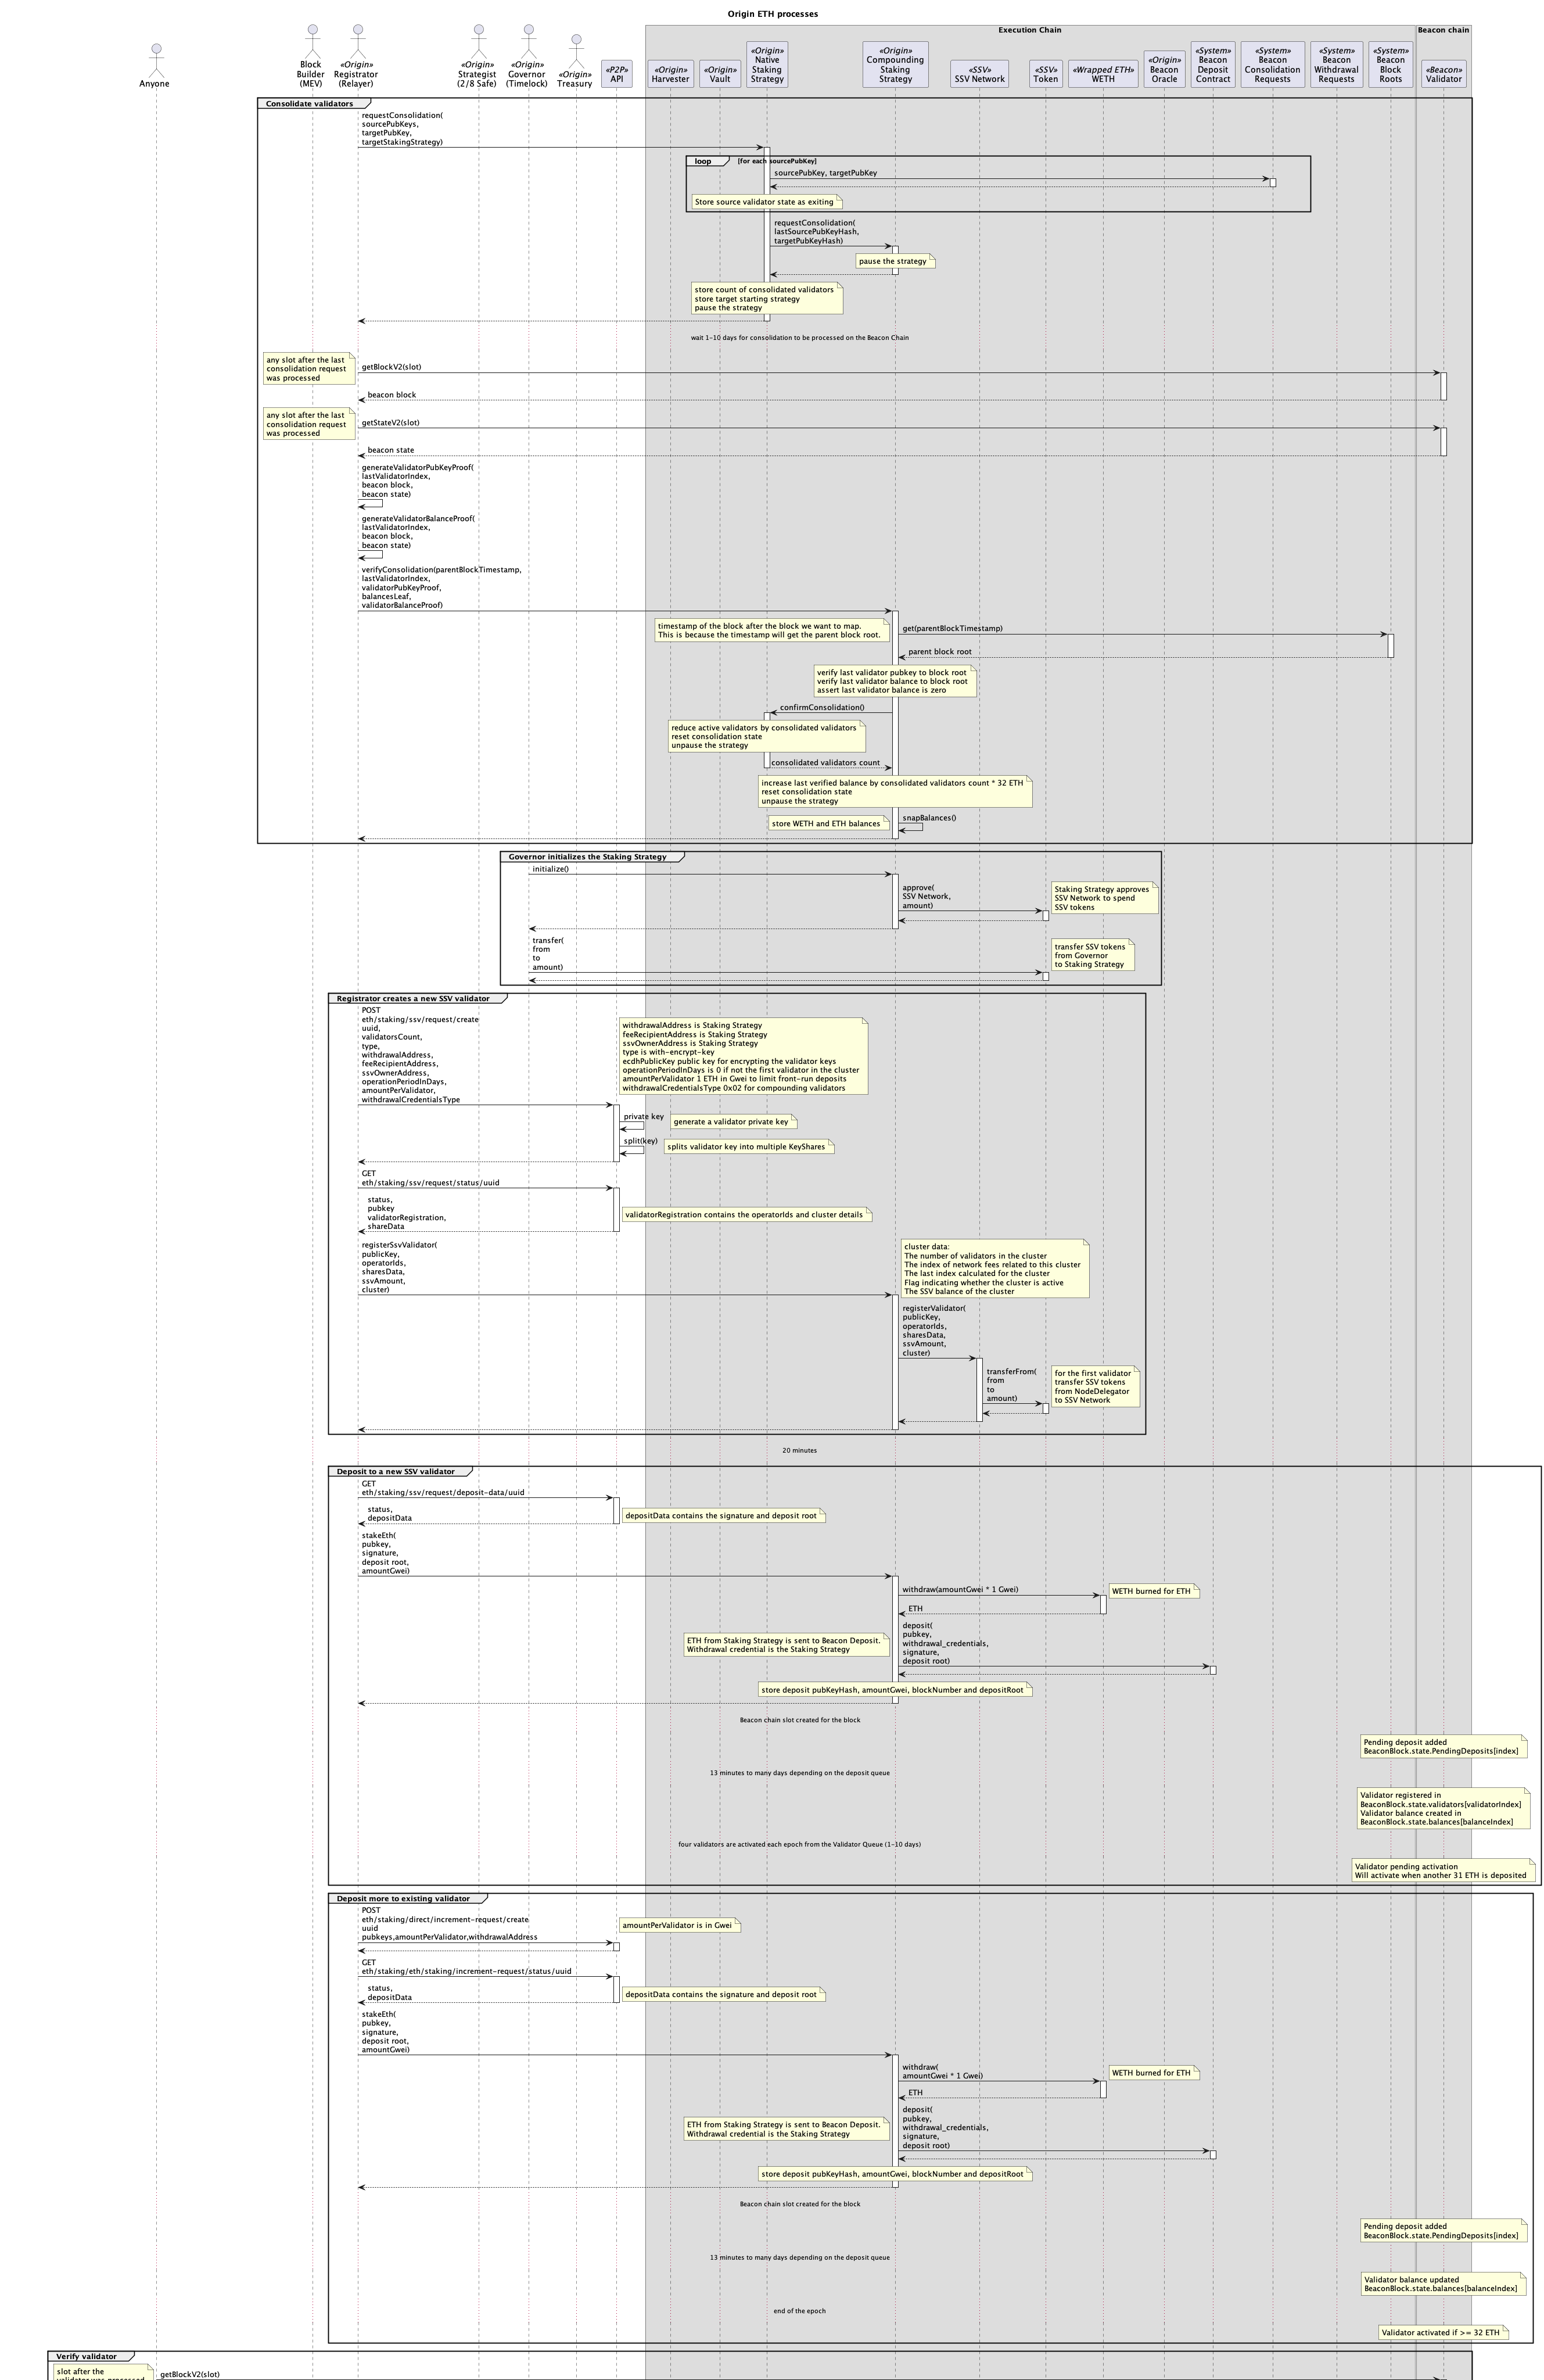 Origin ETH processes
Execution Chain
Beacon chain
Anyone
Block
Builder
(MEV)
«Origin»
Registrator
(Relayer)
«Origin»
Strategist
(2/8 Safe)
«Origin»
Governor
(Timelock)
«Origin»
Treasury
«P2P»
API
«Origin»
Harvester
«Origin»
Vault
«Origin»
Native
Staking
Strategy
«Origin»
Compounding
Staking
Strategy
«SSV»
SSV Network
«SSV»
Token
«Wrapped ETH»
WETH
«Origin»
Beacon
Oracle
«System»
Beacon
Deposit
Contract
«System»
Beacon
Consolidation
Requests
«System»
Beacon
Withdrawal
Requests
«System»
Beacon
Block
Roots
«Beacon»
Validator
Consolidate validators
requestConsolidation(
sourcePubKeys,
targetPubKey,
targetStakingStrategy)
loop
[for each sourcePubKey]
sourcePubKey, targetPubKey
Store source validator state as exiting
requestConsolidation(
lastSourcePubKeyHash,
targetPubKeyHash)
pause the strategy
store count of consolidated validators
store target starting strategy
pause the strategy
wait 1-10 days for consolidation to be processed on the Beacon Chain
any slot after the last
consolidation request
was processed
getBlockV2(slot)
beacon block
any slot after the last
consolidation request
was processed
getStateV2(slot)
beacon state
generateValidatorPubKeyProof(
lastValidatorIndex,
beacon block,
beacon state)
generateValidatorBalanceProof(
lastValidatorIndex,
beacon block,
beacon state)
verifyConsolidation(parentBlockTimestamp,
lastValidatorIndex,
validatorPubKeyProof,
balancesLeaf,
validatorBalanceProof)
timestamp of the block after the block we want to map.
This is because the timestamp will get the parent block root.
get(parentBlockTimestamp)
parent block root
verify last validator pubkey to block root
verify last validator balance to block root
assert last validator balance is zero
confirmConsolidation()
reduce active validators by consolidated validators
reset consolidation state
unpause the strategy
consolidated validators count
increase last verified balance by consolidated validators count * 32 ETH
reset consolidation state
unpause the strategy
store WETH and ETH balances
snapBalances()
Governor initializes the Staking Strategy
initialize()
approve(
SSV Network,
amount)
Staking Strategy approves
SSV Network to spend
SSV tokens
transfer(
from
to
amount)
transfer SSV tokens
from Governor
to Staking Strategy
Registrator creates a new SSV validator
POST
eth/staking/ssv/request/create
uuid,
validatorsCount,
type,
withdrawalAddress,
feeRecipientAddress,
ssvOwnerAddress,
operationPeriodInDays,
amountPerValidator,
withdrawalCredentialsType
withdrawalAddress is Staking Strategy
feeRecipientAddress is Staking Strategy
ssvOwnerAddress is Staking Strategy
type is with-encrypt-key
ecdhPublicKey public key for encrypting the validator keys
operationPeriodInDays is 0 if not the first validator in the cluster
amountPerValidator 1 ETH in Gwei to limit front-run deposits
withdrawalCredentialsType 0x02 for compounding validators
private key
generate a validator private key
split(key)
splits validator key into multiple KeyShares
GET
eth/staking/ssv/request/status/uuid
status,
pubkey
validatorRegistration,
shareData
validatorRegistration contains the operatorIds and cluster details
registerSsvValidator(
publicKey,
operatorIds,
sharesData,
ssvAmount,
cluster)
cluster data:
The number of validators in the cluster
The index of network fees related to this cluster
The last index calculated for the cluster
Flag indicating whether the cluster is active
The SSV balance of the cluster
registerValidator(
publicKey,
operatorIds,
sharesData,
ssvAmount,
cluster)
transferFrom(
from
to
amount)
for the first validator
transfer SSV tokens
from NodeDelegator
to SSV Network
20 minutes
Deposit to a new SSV validator
GET
eth/staking/ssv/request/deposit-data/uuid
status,
depositData
depositData contains the signature and deposit root
stakeEth(
pubkey,
signature,
deposit root,
amountGwei)
withdraw(amountGwei * 1 Gwei)
WETH burned for ETH
ETH
ETH from Staking Strategy is sent to Beacon Deposit.
Withdrawal credential is the Staking Strategy
deposit(
pubkey,
withdrawal_credentials,
signature,
deposit root)
store deposit pubKeyHash, amountGwei, blockNumber and depositRoot
Beacon chain slot created for the block
Pending deposit added
BeaconBlock.state.PendingDeposits[index]
13 minutes to many days depending on the deposit queue
Validator registered in
BeaconBlock.state.validators[validatorIndex]
Validator balance created in
BeaconBlock.state.balances[balanceIndex]
four validators are activated each epoch from the Validator Queue (1-10 days)
Validator pending activation
Will activate when another 31 ETH is deposited
Deposit more to existing validator
POST
eth/staking/direct/increment-request/create
uuid
pubkeys,amountPerValidator,withdrawalAddress
amountPerValidator is in Gwei
GET
eth/staking/eth/staking/increment-request/status/uuid
status,
depositData
depositData contains the signature and deposit root
stakeEth(
pubkey,
signature,
deposit root,
amountGwei)
withdraw(
amountGwei * 1 Gwei)
WETH burned for ETH
ETH
ETH from Staking Strategy is sent to Beacon Deposit.
Withdrawal credential is the Staking Strategy
deposit(
pubkey,
withdrawal_credentials,
signature,
deposit root)
store deposit pubKeyHash, amountGwei, blockNumber and depositRoot
Beacon chain slot created for the block
Pending deposit added
BeaconBlock.state.PendingDeposits[index]
13 minutes to many days depending on the deposit queue
Validator balance updated
BeaconBlock.state.balances[balanceIndex]
end of the epoch
Validator activated if >= 32 ETH
Verify validator
slot after the
getBlockV2(slot)